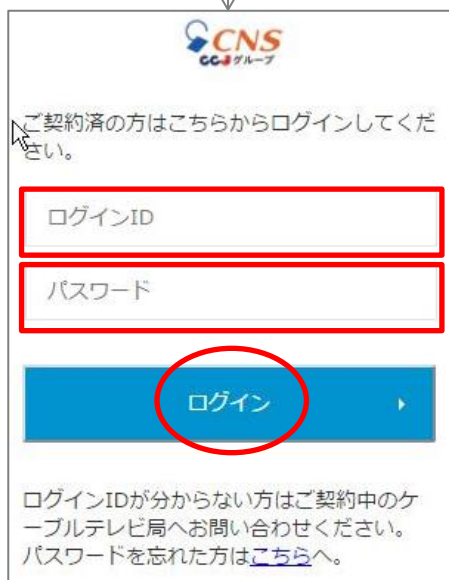 CNS
CCJグループ
ご契約済の方はこちらからログインしてくだ
さい。
ログインID
パスワード
ログイン
ログインIDが分からない方はご契約中のケ
ーブルテレビ局へお問い合わせください。
パスワードを忘れた方はこちらへ。